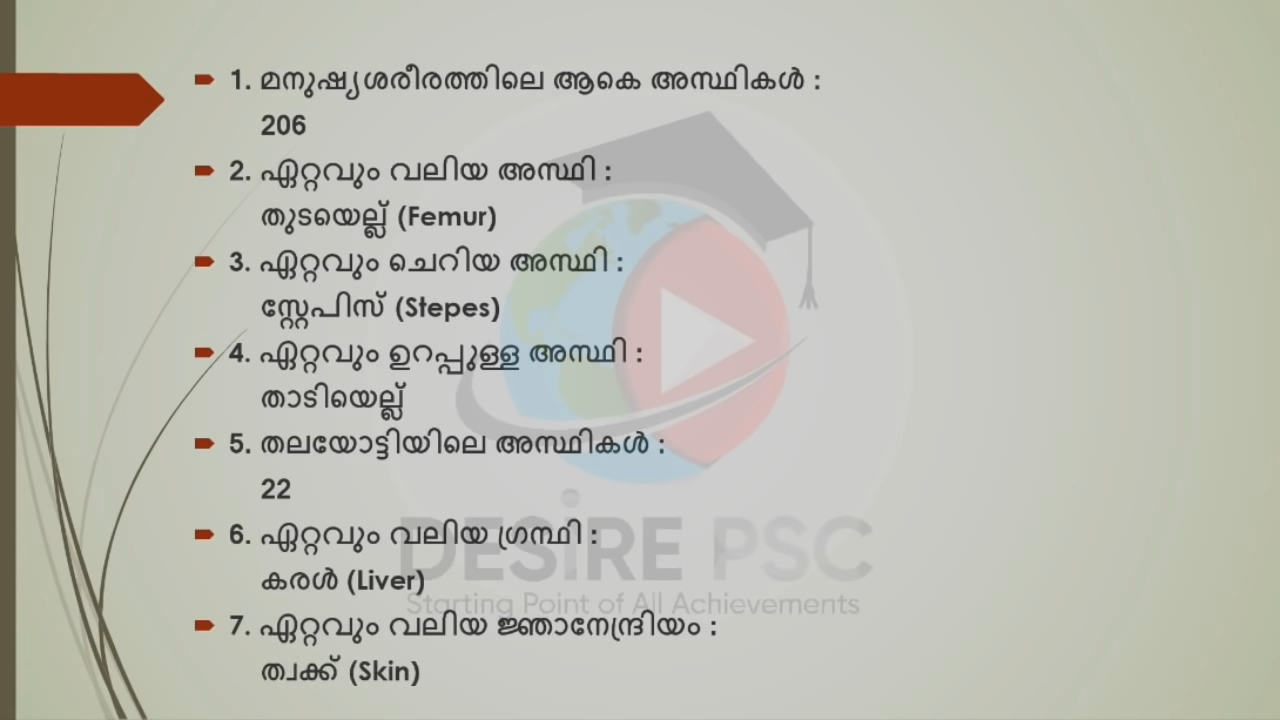 1. മനുഷ്യശരീരത്തിലെ ആകെ അസ്ഥികൾ :
206
2. ഏറ്റവും വലിയ അസ്ഥി :
തുടയെല്ല് (Femur)
3. ഏറ്റവും ചെറിയ അസ്ഥി :
സ്റ്റേപിസ് (Stepes)
4. ഏറ്റവും ഉറപ്പുള്ള അസ്ഥി :
താടിയെല്ല്
5. തലയോട്ടിയിലെ അസ്ഥികൾ :
22
6. ഏറ്റവും വലിയ ഗ്രന്ഥി :
കരൾ (Liver)
7. ഏറ്റവും വലിയ ജ്ഞാനേന്ദ്രിയം :
ത്വക്ക് (Skin)
DESiRE PSC
Starting Point of All Achievements